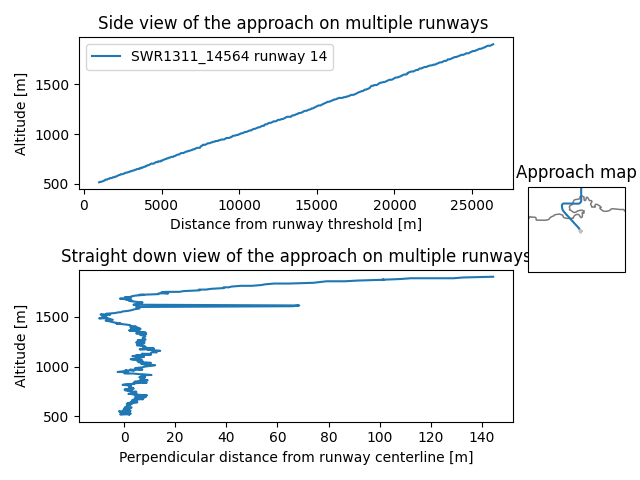 Side view of the approach on multiple runways
SWR1311_14564 runway 14
Altitude [m]
1500
1000
500
0
5000
10000
15000
20000
25000
Distance from runway threshold [m]
Approach map
Straight down view of the approach on multiple runways
Altitude [m]
1500
1000
500
0
20
40
60
80
100
120
140
Perpendicular distance from runway centerline [m]